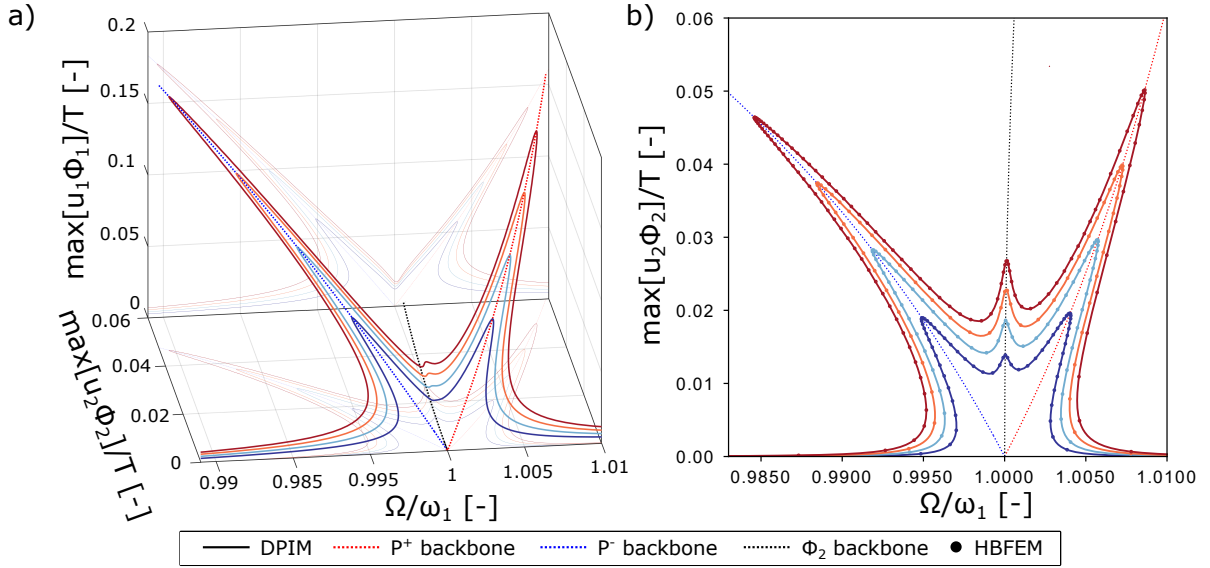 a)
0.2
0.15
0.1
0.05
0
max[u₁Φ₁]/T [-]
0.06
0.04
0.02
0
max[u₂Φ₂]/T [-]
0.99
0.985
0.995
1
1.005
1.01
Ω/ω₁ [-]
b)
0.06
0.05
0.04
0.03
0.02
0.01
0.00
max[u₂Φ₂]/T [-]
0.9850
0.9900
0.9950
1.0000
1.0050
1.0100
Ω/ω₁ [-]
DPIM
P⁺ backbone
P⁻ backbone
Φ₂ backbone
HBFEM